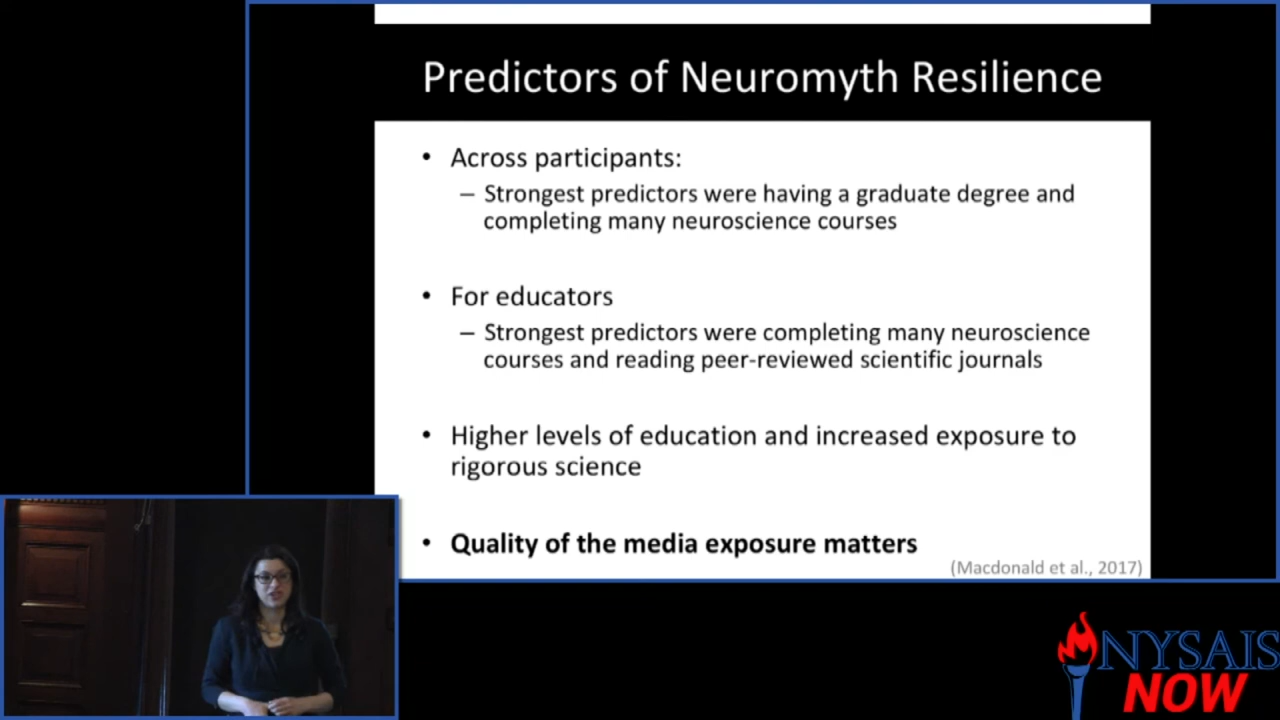 Predictors of Neuromyth Resilience
• Across participants:
– Strongest predictors were having a graduate degree and
completing many neuroscience courses
• For educators
– Strongest predictors were completing many neuroscience
courses and reading peer-reviewed scientific journals
• Higher levels of education and increased exposure to
rigorous science
• Quality of the media exposure matters
(Macdonald et al., 2017)
NYSAIS
NOW